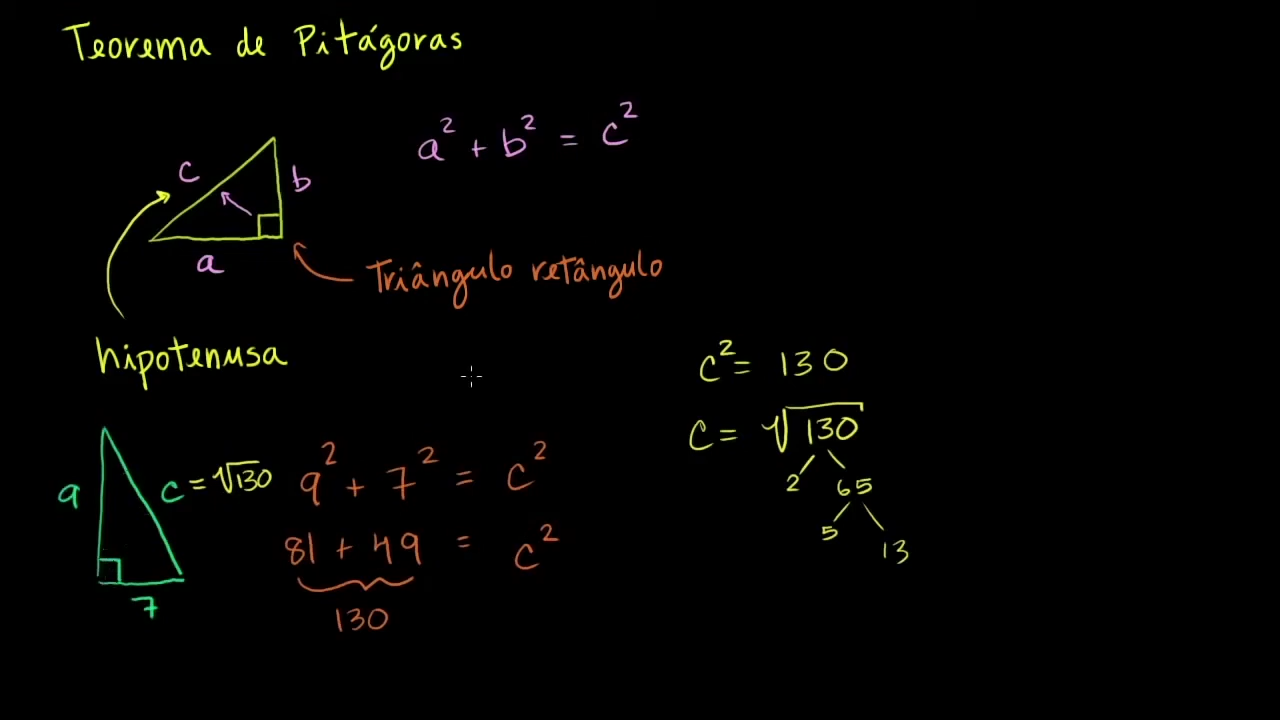 Teorema de Pitágoras
a² + b² = c²
c
b
a
Triângulo retângulo
hipotenusa
c² = 130
c = √130
2 65
5 13
9
c = √130
7
9² + 7² = c²
81 + 49 = c²
130